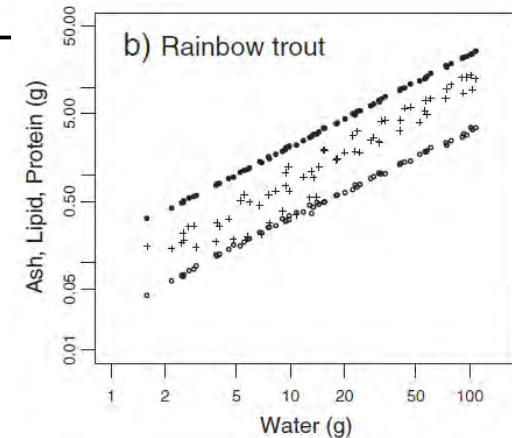 b) Rainbow trout
Ash, Lipid, Protein (g)
50.00
5.00
0.50
0.05
0.01
1 2 5 10 20 50 100
Water (g)